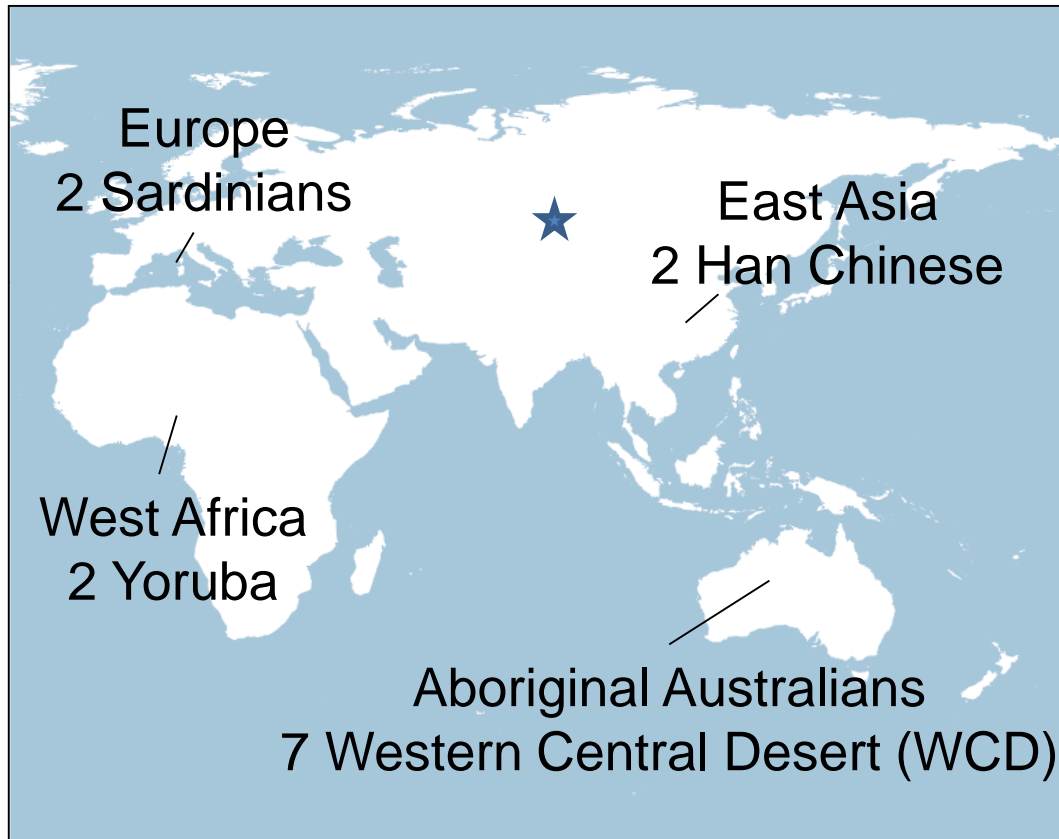 Europe
2 Sardinians
East Asia
2 Han Chinese
West Africa
2 Yoruba
Aboriginal Australians
7 Western Central Desert (WCD)